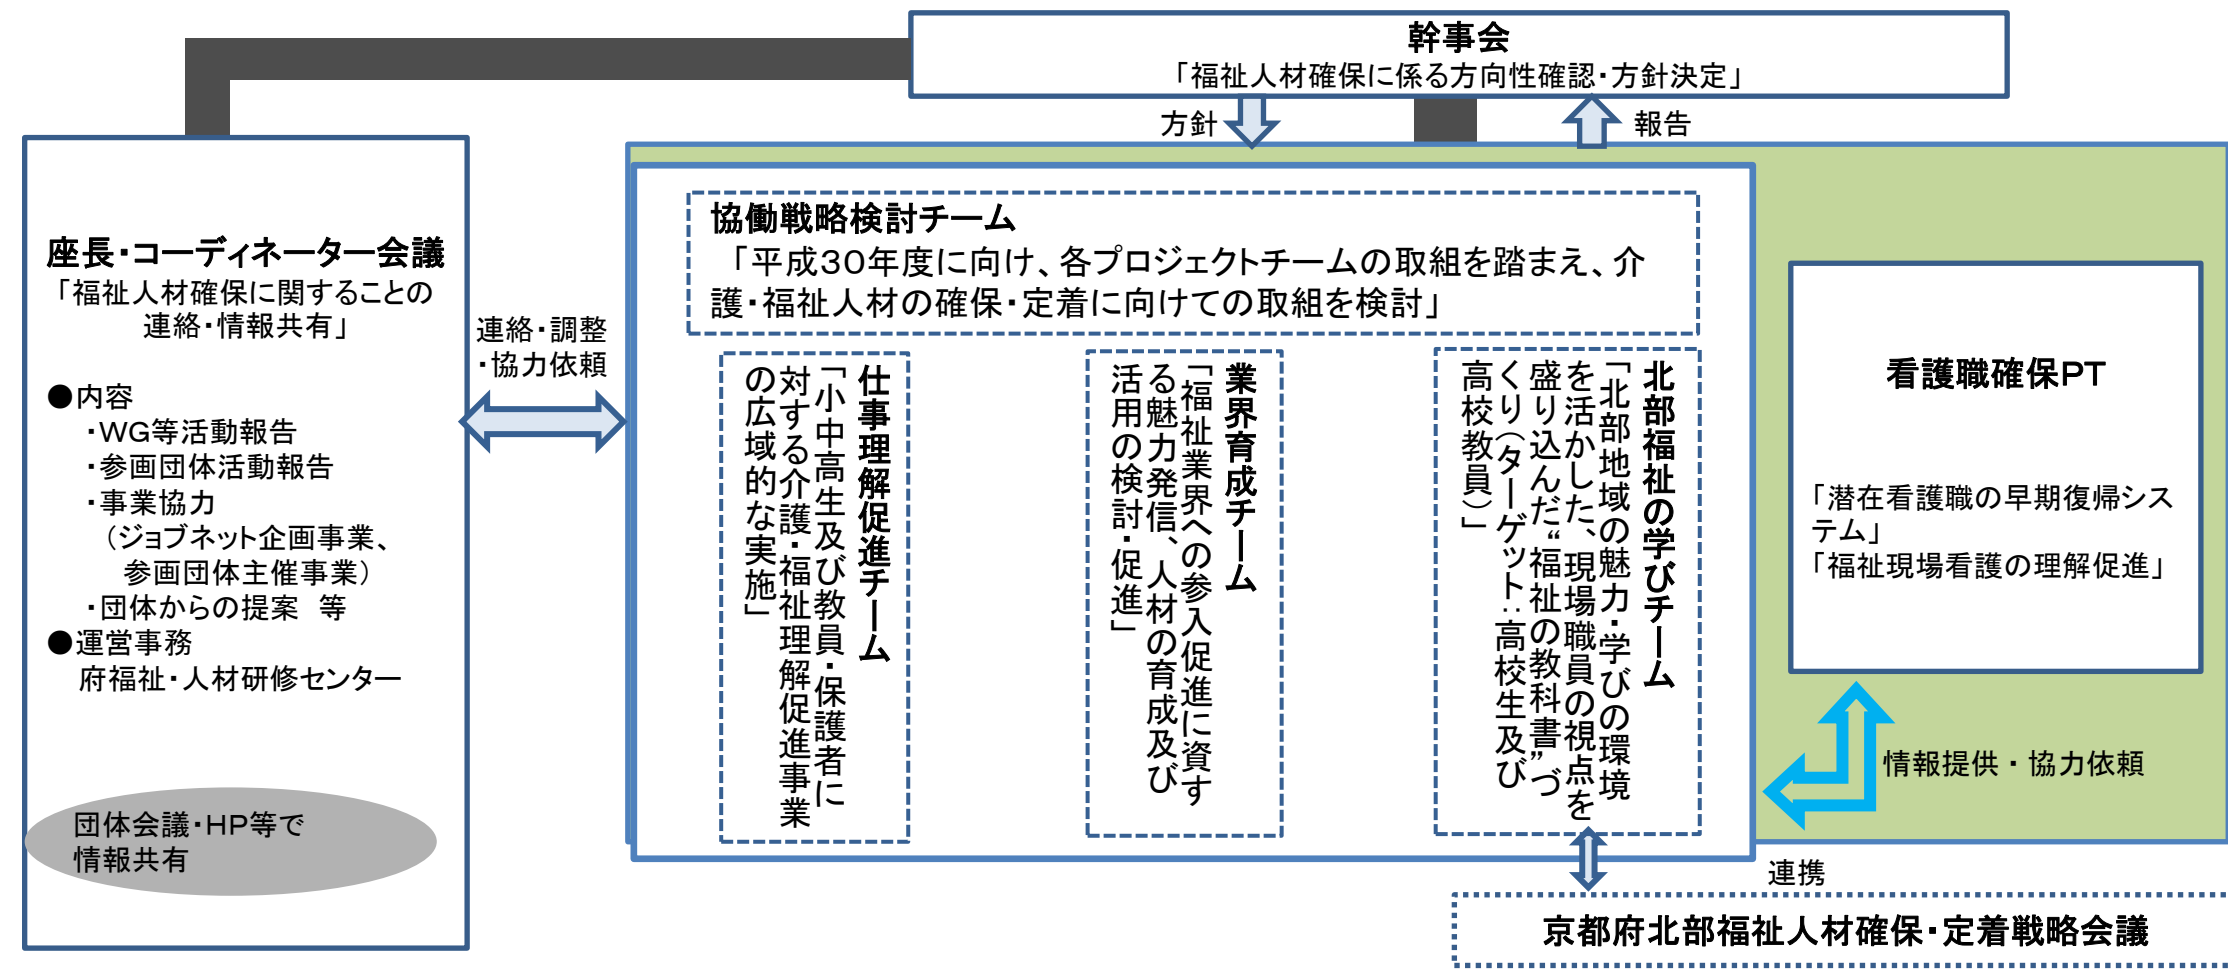 幹事会
「福祉人材確保に係る方向性確認・方針決定」
方針
報告
座長・コーディネーター会議
「福祉人材確保に関することの
連絡・情報共有」
●内容
・WG等活動報告
・参画団体活動報告
・事業協力
（ジョブネット企画事業、
参画団体主催事業）
・団体からの提案　等
●運営事務
府福祉・人材研修センター
団体会議・HP等で
情報共有
連絡・調整
・協力依頼
協働戦略検討チーム
「平成30年度に向け、各プロジェクトチームの取組を踏まえ、介
護・福祉人材の確保・定着に向けての取組を検討」
仕事理解促進チーム
「小中高生及び教員・保護者に
対する介護・福祉理解促進事業
の広域的な実施」
業界育成チーム
「福祉業界への参入促進に資す
る魅力発信、人材の育成及び
活用の検討・促進」
北部福祉の学びチーム
「北部地域の魅力・学びの環境
を活かした、現場職員の視点を
盛り込んだ“福祉の教科書”づ
くり（ターゲット：高校生及び
高校教員）」
看護職確保PT
「潜在看護職の早期復帰シス
テム」
「福祉現場看護の理解促進」
情報提供・協力依頼
連携
京都府北部福祉人材確保・定着戦略会議